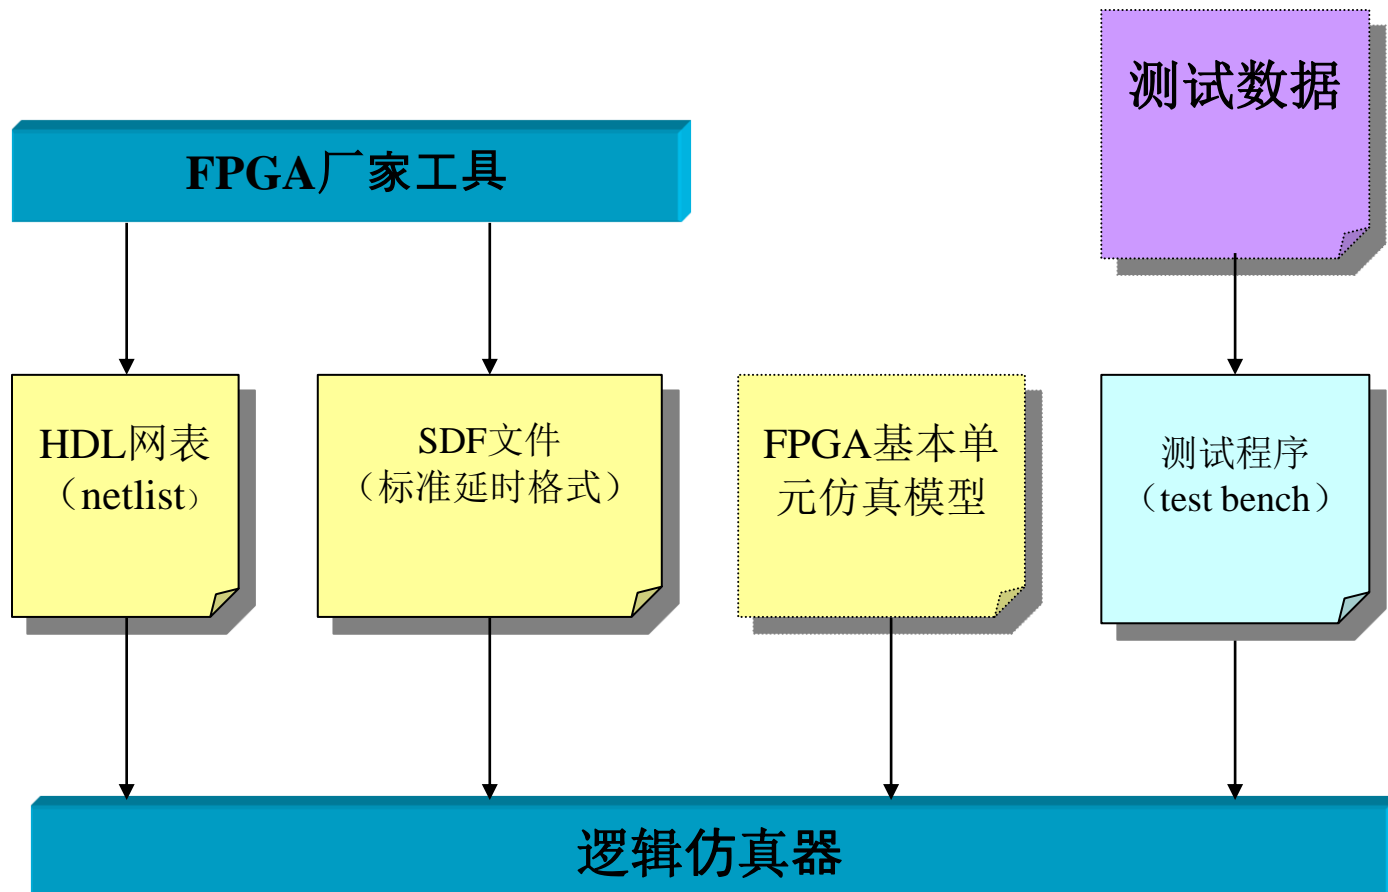 测试数据
FPGA厂家工具
HDL网表
（netlist）
SDF文件
（标准延时格式）
FPGA基本单
元仿真模型
测试程序
（test bench）
逻辑仿真器